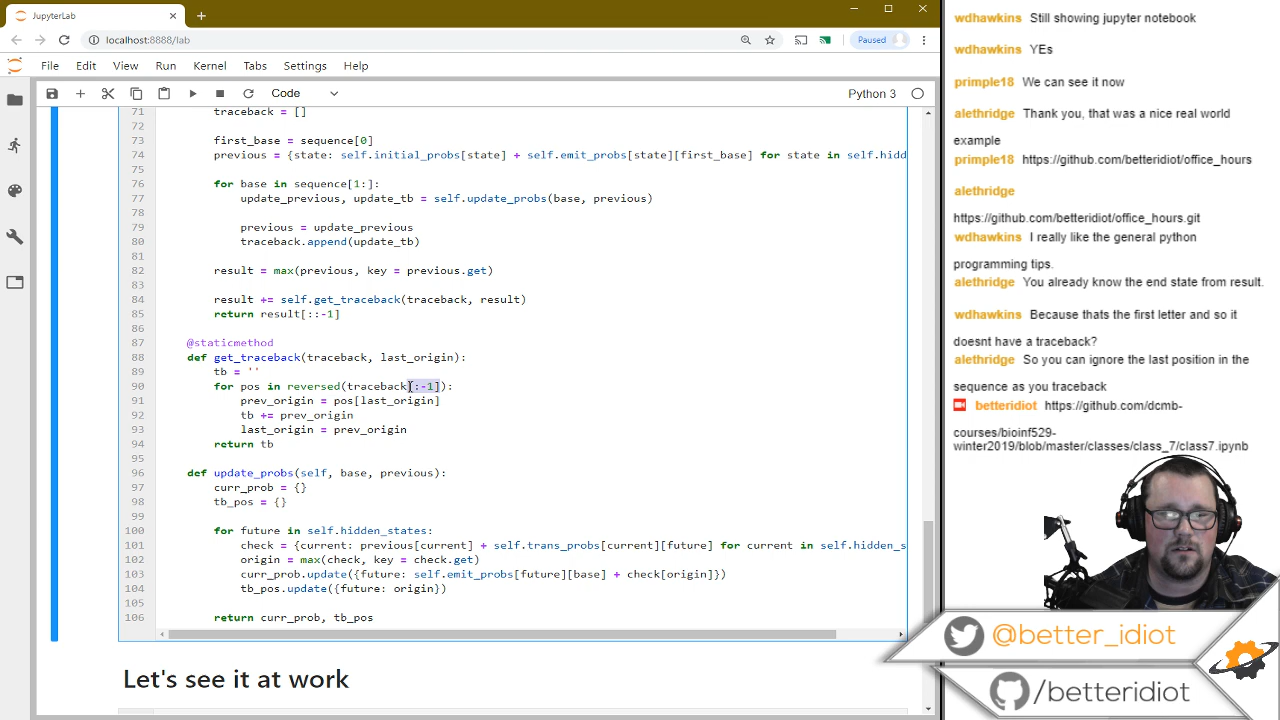 JupyterLab
localhost:8888/lab
Paused
File Edit View Run Kernel Tabs Settings Help
Code
Python 3
71 traceback = []
72
73 first_base = sequence[0]
74 previous = {state: self.initial_probs[state] + self.emit_probs[state][first_base] for state in self.hidd
75
76 for base in sequence[1:]:
77 update_previous, update_tb = self.update_probs(base, previous)
78
79 previous = update_previous
80 traceback.append(update_tb)
81
82 result = max(previous, key = previous.get)
83
84 result += self.get_traceback(traceback, result)
85 return result[::-1]
86
87 @staticmethod
88 def get_traceback(traceback, last_origin):
89 tb = ''
90 for pos in reversed(traceback[:-1]):
91 prev_origin = pos[last_origin]
92 tb += prev_origin
93 last_origin = prev_origin
94 return tb
95
96 def update_probs(self, base, previous):
97 curr_prob = {}
98 tb_pos = {}
99
100 for future in self.hidden_states:
101 check = {current: previous[current] + self.trans_probs[current][future] for current in self.hidden_s
102 origin = max(check, key = check.get)
103 curr_prob.update({future: self.emit_probs[future][base] + check[origin]})
104 tb_pos.update({future: origin})
105
106 return curr_prob, tb_pos
Let's see it at work
wdhawkins Still showing jupyter notebook
wdhawkins YEs
primple18 We can see it now
alethridge Thank you, that was a nice real world
example
primple18 https://github.com/betteridiot/office_hours
alethridge
https://github.com/betteridiot/office_hours.git
wdhawkins I really like the general python
programming tips.
alethridge You already know the end state from result.
wdhawkins Because thats the first letter and so it
doesnt have a traceback?
alethridge So you can ignore the last position in the
sequence as you traceback
betteridiot https://github.com/dcmb-
courses/bioinf529-
winter2019/blob/master/classes/class_7/class7.ipynb
@better_idiot
/betteridiot